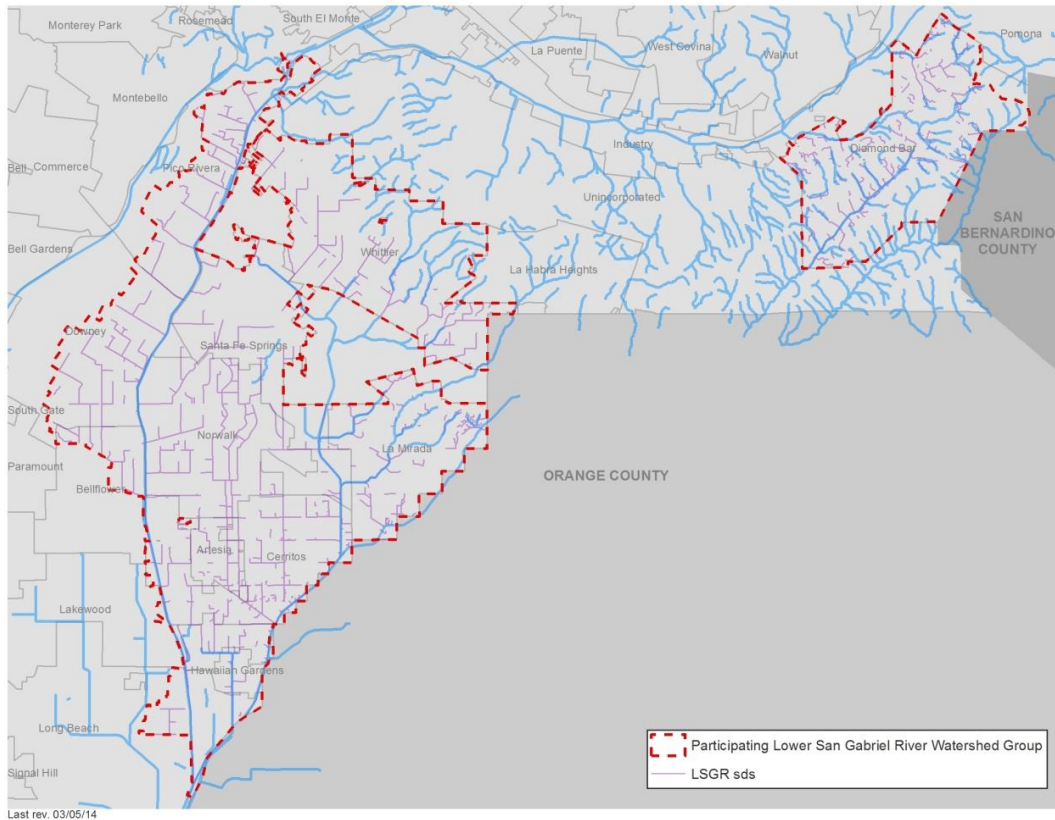 Monterey Park
Rosemead
South El Monte
La Puente
West Covina
Walnut
Pomona
Montebello
Bell
Commerce
Pico Rivera
Industry
Diamond Bar
Unincorporated
SAN
BERNARDINO
COUNTY
Bell Gardens
Whittier
La Habra Heights
Downey
Santa Fe Springs
South Gate
Norwalk
La Mirada
Paramount
ORANGE COUNTY
Bellflower
Artesia
Cerritos
Lakewood
Hawaiian Gardens
Long Beach
Signal Hill
Participating Lower San Gabriel River Watershed Group
LSGR sds
Last rev. 03/05/14